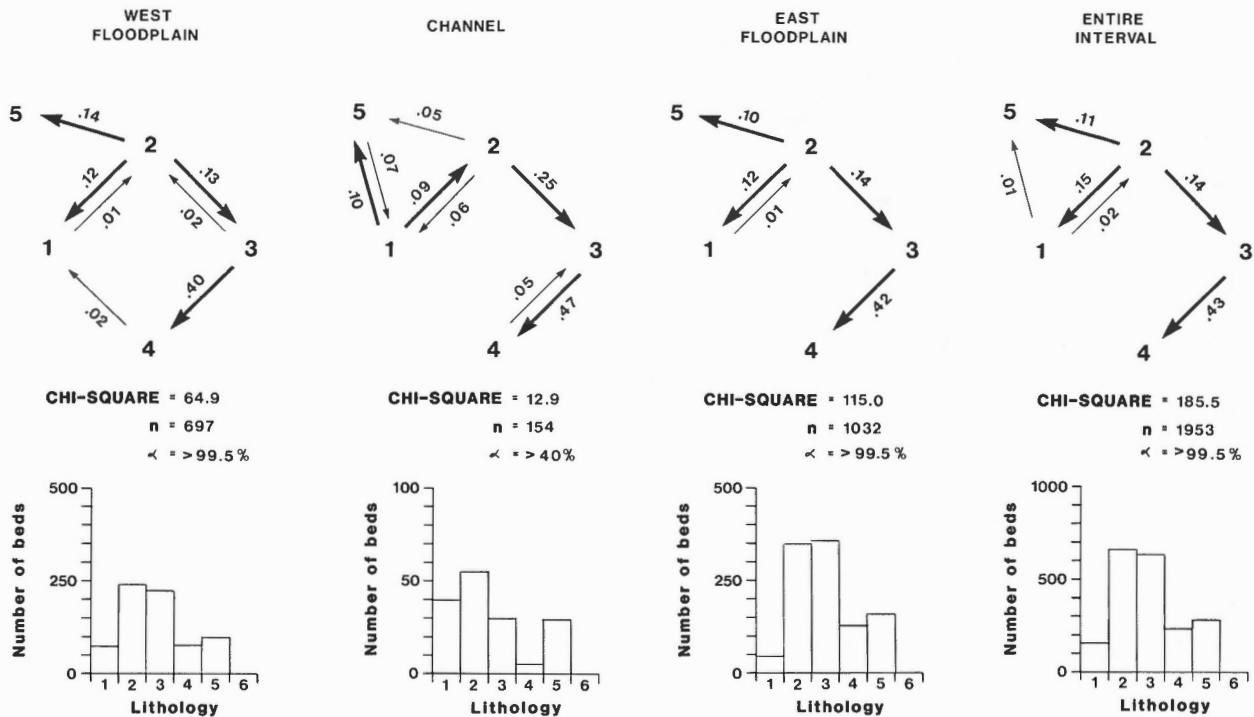 WEST
FLOODPLAIN
5
.14
2
.12
.01
.13
.02
1
3
.02
.40
4
CHI-SQUARE = 64.9
n = 697
∝ = >99.5%
500
250
0
Number of beds
1 2 3 4 5 6
Lithology
CHANNEL
5
.05
2
.07
.10
.09
.06
.25
1
3
.05
.47
4
CHI-SQUARE = 12.9
n = 154
∝ = >40%
100
50
0
Number of beds
1 2 3 4 5 6
Lithology
EAST
FLOODPLAIN
5
.10
2
.12
.01
.14
1
3
.42
4
CHI-SQUARE = 115.0
n = 1032
∝ = >99.5%
500
250
0
Number of beds
1 2 3 4 5 6
Lithology
ENTIRE
INTERVAL
5
.11
2
.01
.15
.02
.14
1
3
.43
4
CHI-SQUARE = 185.5
n = 1953
∝ = >99.5%
1000
500
0
Number of beds
1 2 3 4 5 6
Lithology